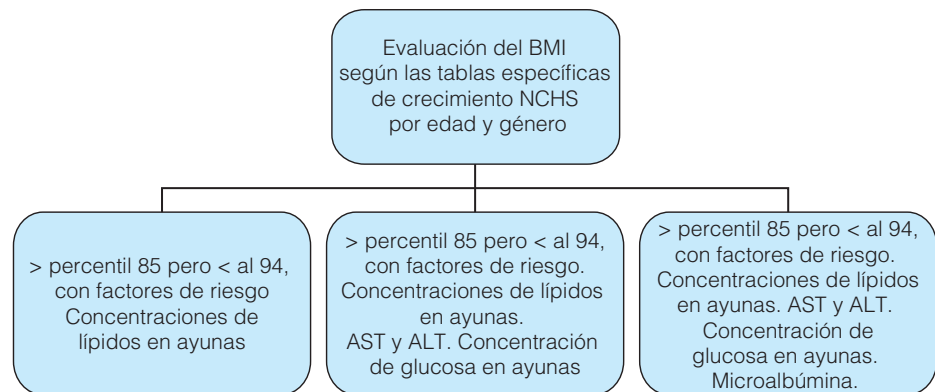 Evaluación del BMI
según las tablas específicas
de crecimiento NCHS
por edad y género
> percentil 85 pero < al 94,
con factores de riesgo
Concentraciones de
lípidos en ayunas
> percentil 85 pero < al 94,
con factores de riesgo.
Concentraciones de lípidos
en ayunas.
AST y ALT. Concentración
de glucosa en ayunas
> percentil 85 pero < al 94,
con factores de riesgo.
Concentraciones de lípidos
en ayunas. AST y ALT.
Concentración de
glucosa en ayunas.
Microalbúmina.